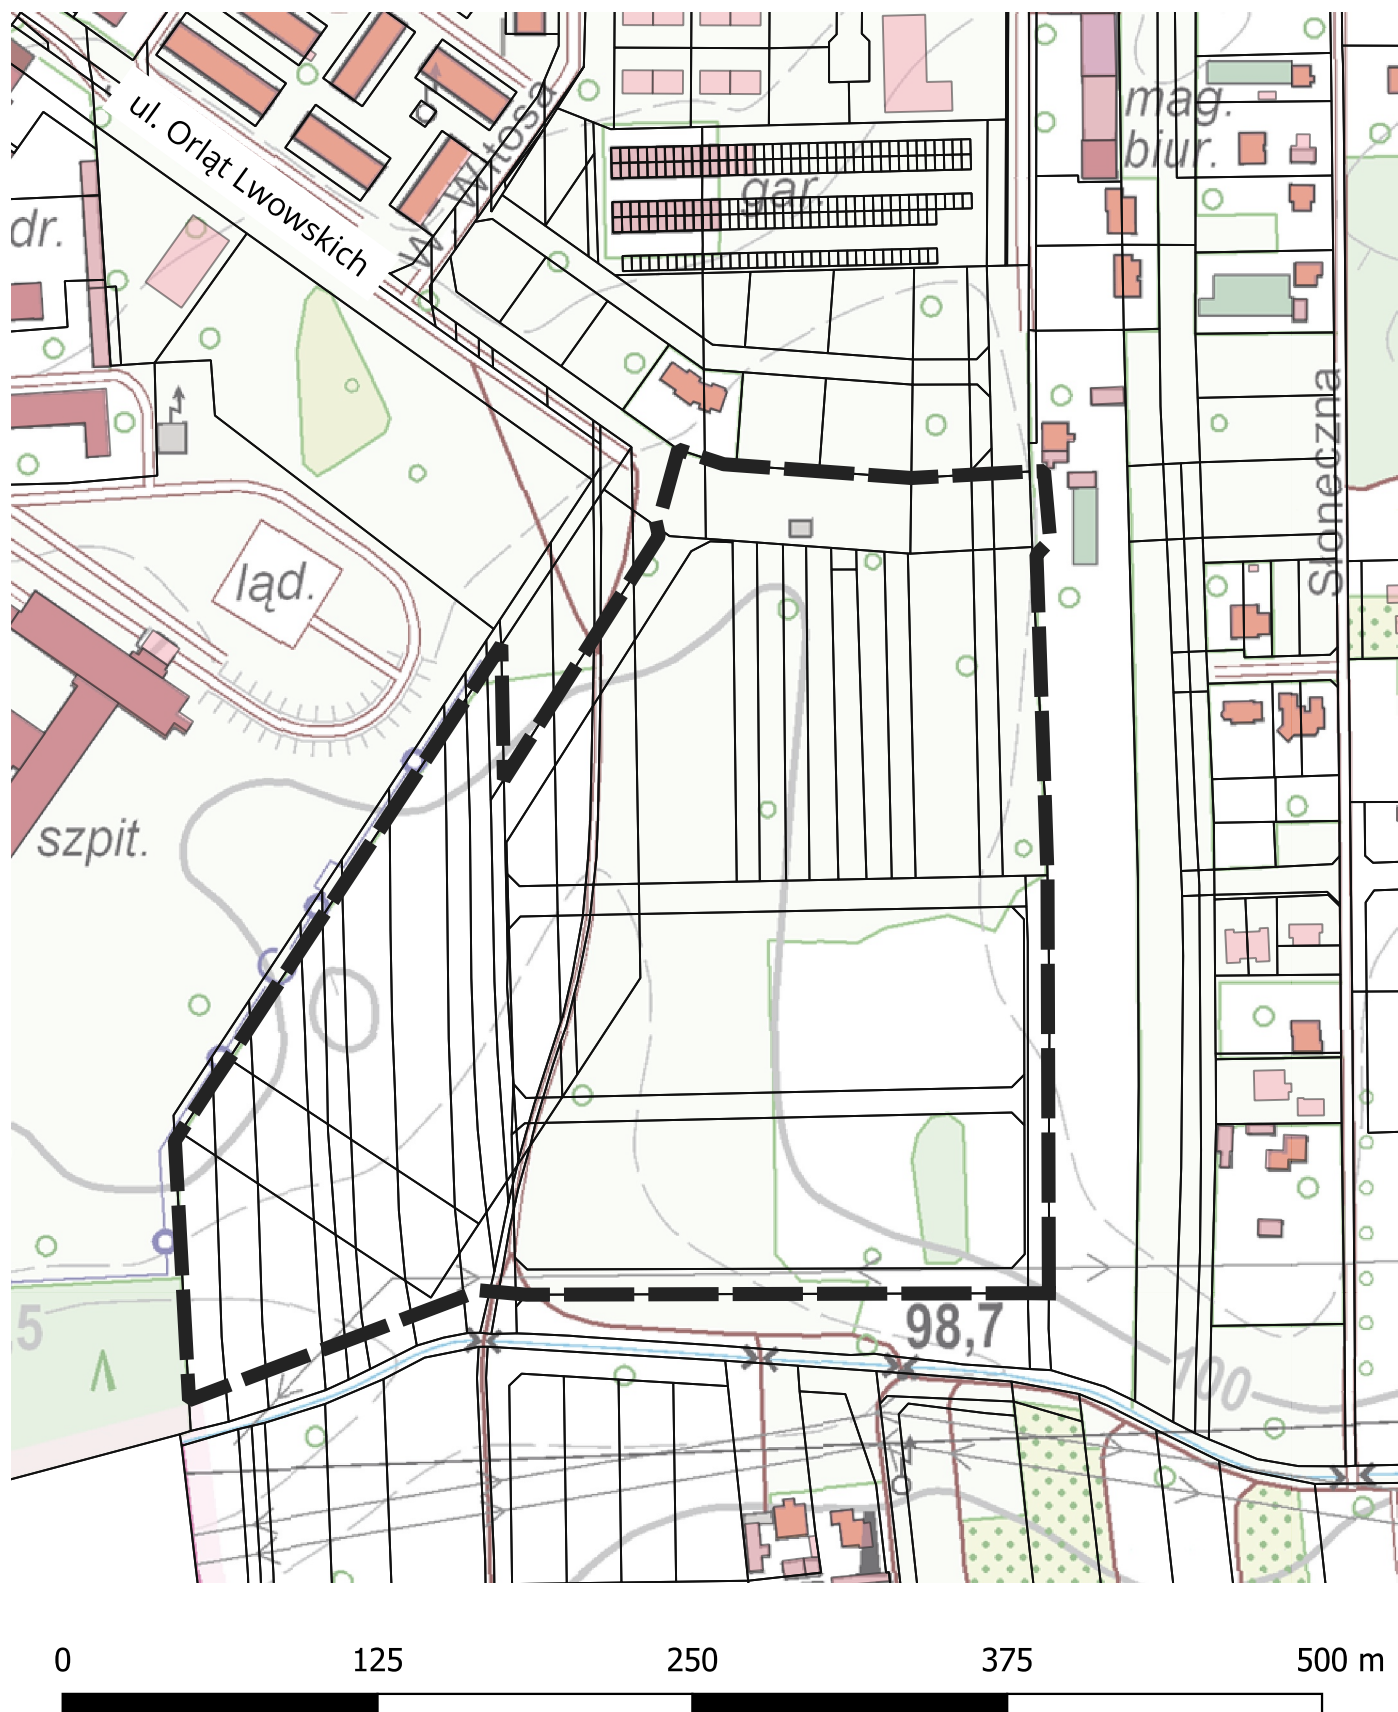 ul. Orląt Lwowskich
W. Witosa
mag.
biur.
gar.
dr.
Słoneczna
ląd.
szpit.
5
98,7
100
0 125 250 375 500 m